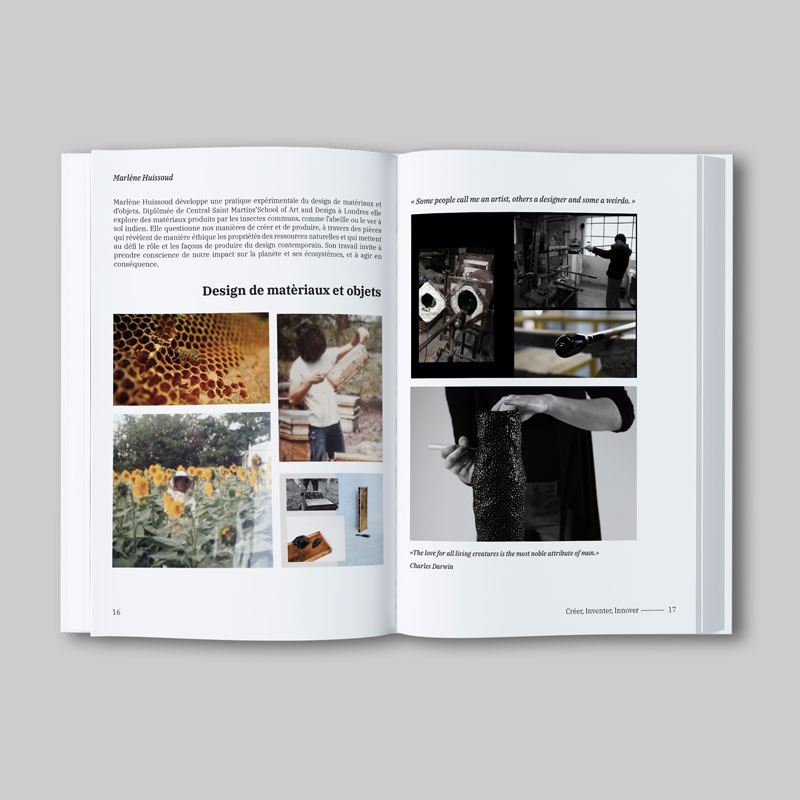 Marlène Huissoud
Marlène Huissoud développe une pratique expérimentale du design de matériaux et
d'objets. Diplômée de Central Saint Martins'School of Art and Design à Londres elle
explore des matériaux produits par les insectes communs, comme l'abeille ou le ver à
soi indien. Elle questionne nos manières de créer et de produire, à travers des pièces
qui révèlent de manière éthique les propriétés des ressources naturelles et qui mettent
au défi le rôle et les façons de produire du design contemporain. Son travail invite à
prendre conscience de notre impact sur la planète et ses écosystèmes, et à agir en
conséquence.
Design de matèriaux et objets
16
« Some people call me an artist, others a designer and some a weirdo. »
«The love for all living creatures is the most noble attribute of man.»
Charles Darwin
Créer, Inventer, Innover 17